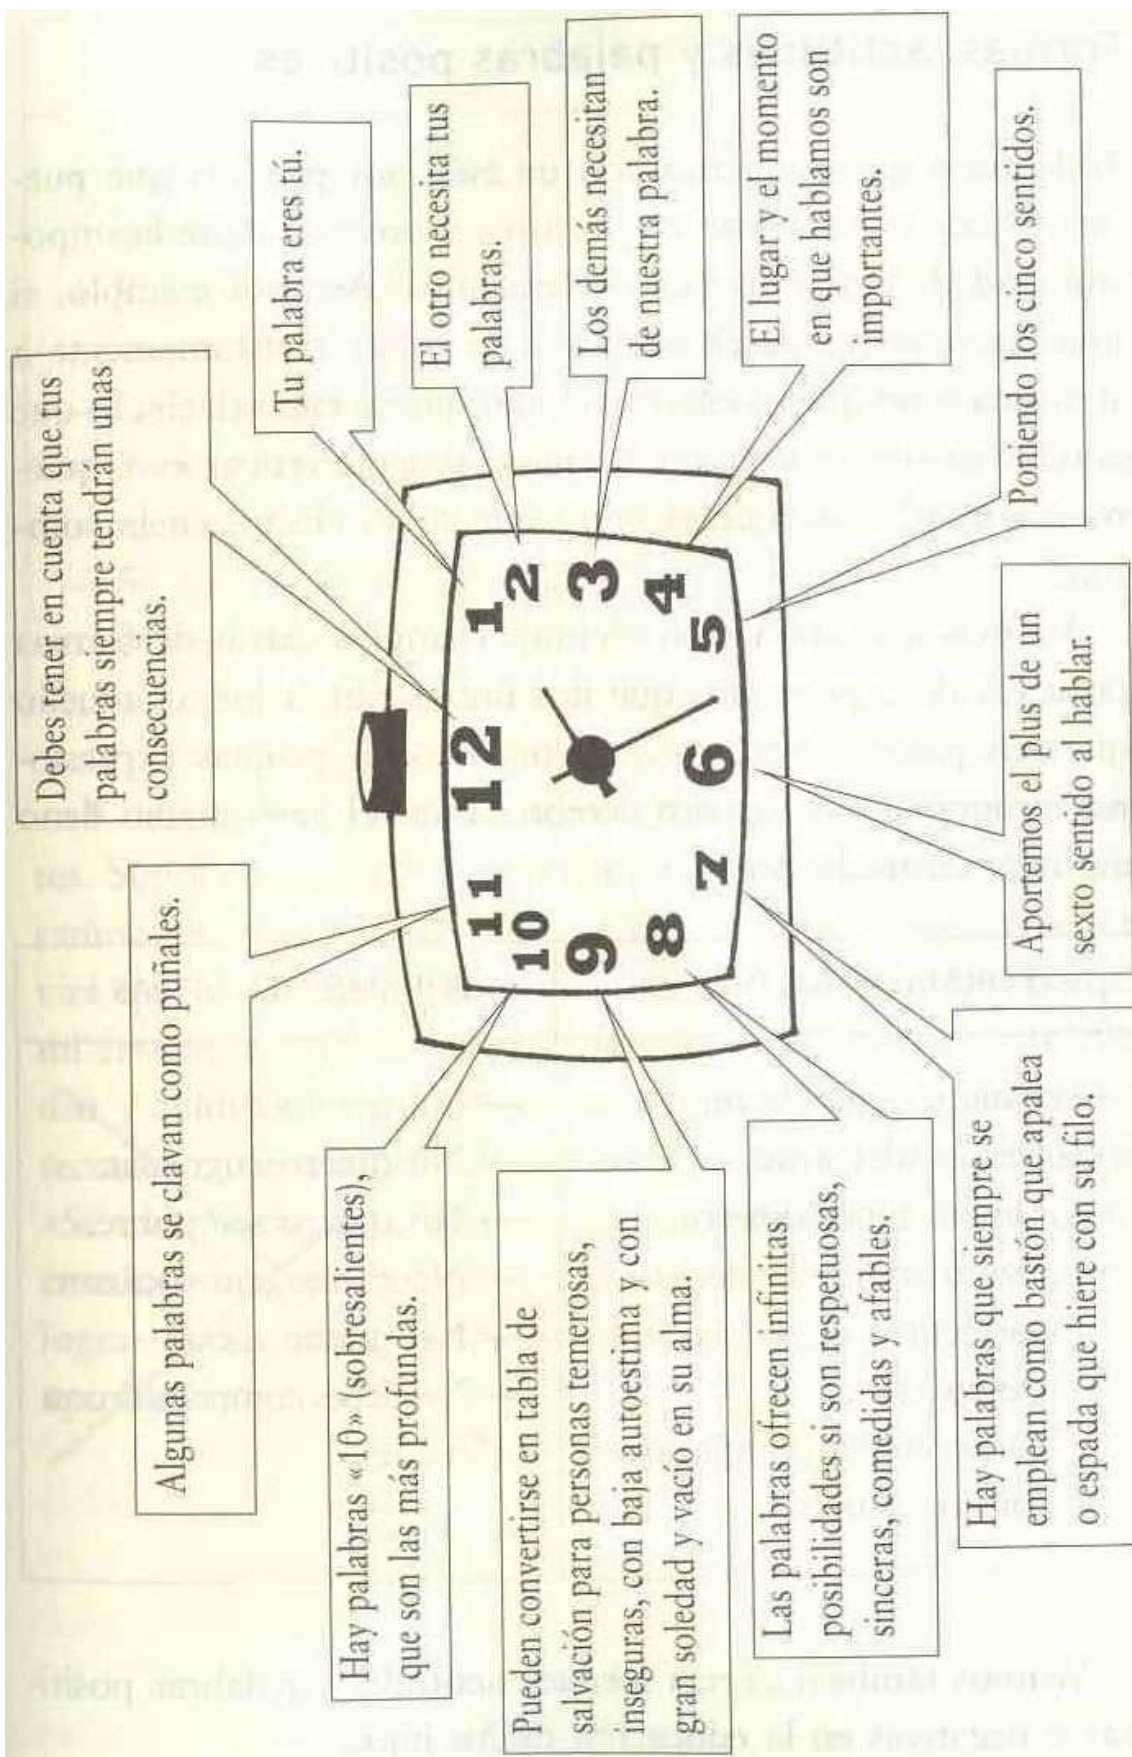 Debes tener en cuenta que tus
palabras siempre tendrán unas
consecuencias.
Tu palabra eres tú.
El otro necesita tus
palabras.
Los demás necesitan
de nuestra palabra.
El lugar y el momento
en que hablamos son
importantes.
Poniendo los cinco sentidos.
Aportemos el plus de un
sexto sentido al hablar.
Hay palabras que siempre se
emplean como bastón que apalea
o espada que hiere con su filo.
Las palabras ofrecen infinitas
posibilidades si son respetuosas,
sinceras, comedidas y afables.
Pueden convertirse en tabla de
salvación para personas temerosas,
inseguras, con baja autoestima y con
gran soledad y vacío en su alma.
Hay palabras «10» (sobresalientes),
que son las más profundas.
Algunas palabras se clavan como puñales.
12
1
2
3
4
5
6
7
8
9
10
11